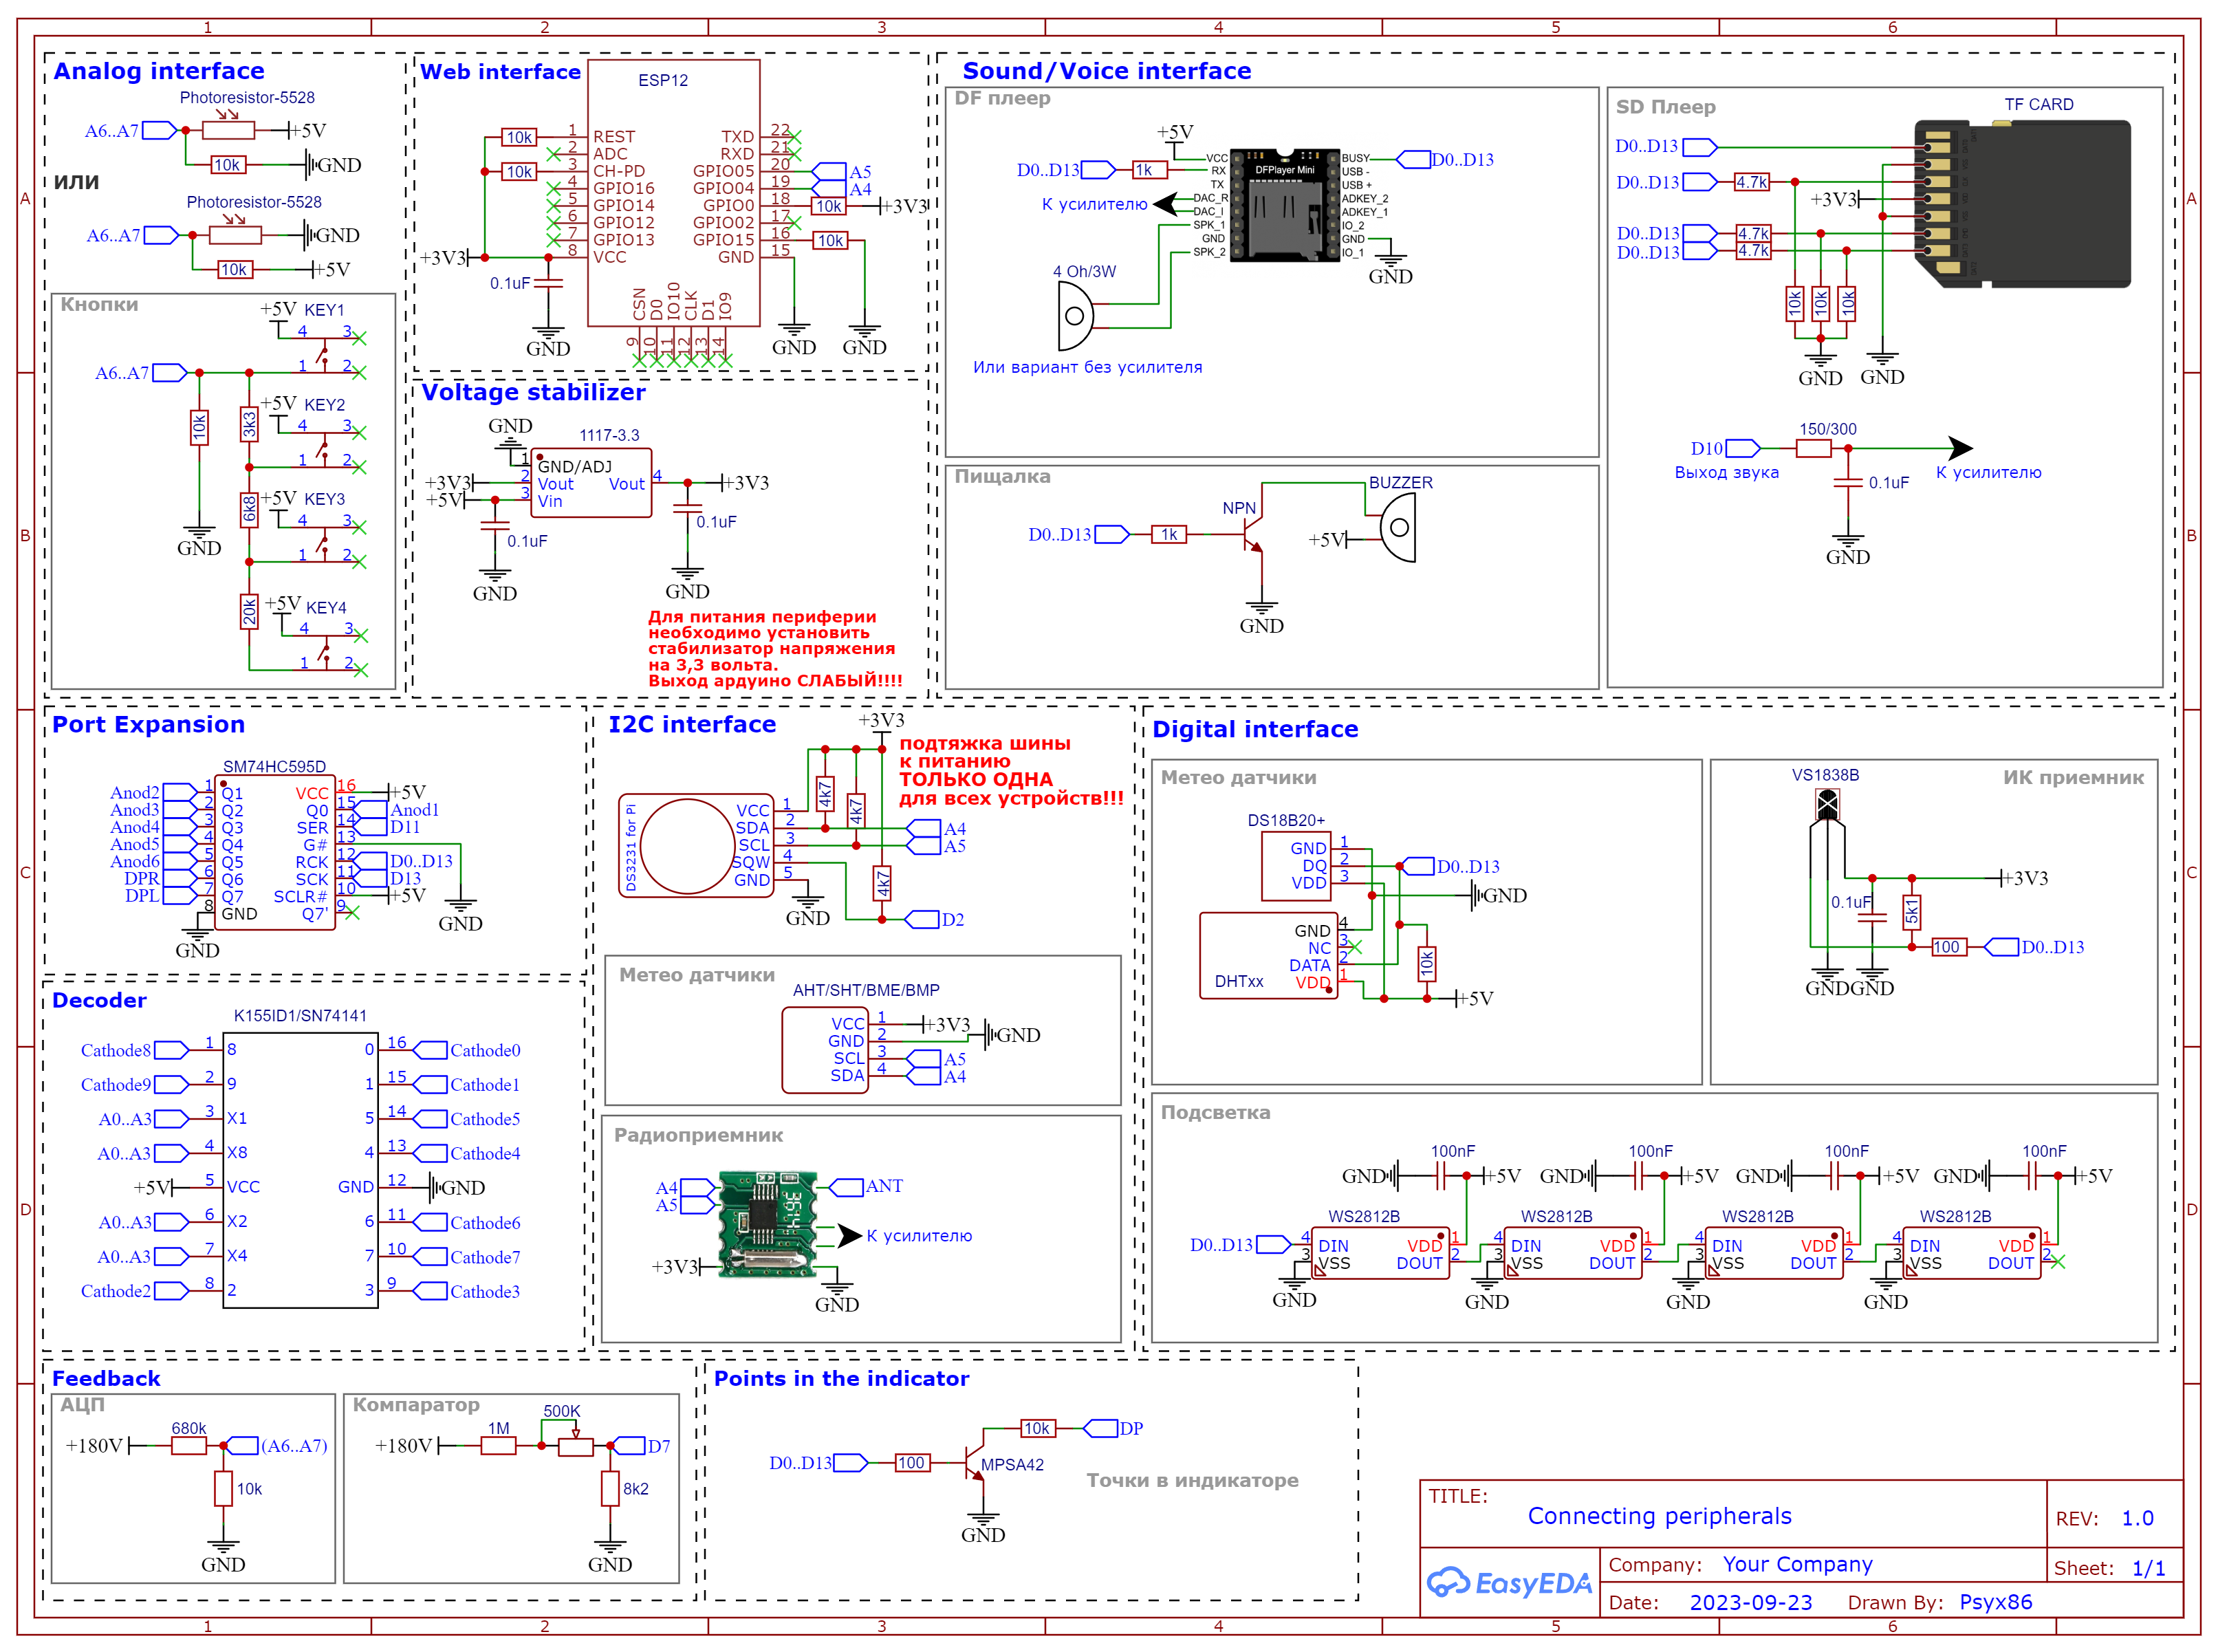 1 2 3 4 5 6
A
B
C
D
Analog interface
Photoresistor-5528
A6..A7
+5V
10k
GND
ИЛИ
Photoresistor-5528
A6..A7
GND
10k
+5V
Кнопки
+5V KEY1
4 3
1 2
A6..A7
10k
3k3
+5V KEY2
4 3
1 2
6k8
+5V KEY3
4 3
1 2
GND
20k
+5V KEY4
4 3
1 2
Web interface
ESP12
10k
10k
1 REST
2 ADC
3 CH-PD
4 GPIO16
5 GPIO14
6 GPIO12
7 GPIO13
8 VCC
TXD 22
RXD 21
GPIO05 20 A5
GPIO04 19 A4
GPIO0 18 10k +3V3
GPIO02 17
GPIO15 16 10k
GND 15
+3V3
0.1uF
GND
CSN D0 IO10 CLK D1 IO9
9 10 11 12 13 14
GND
GND
Voltage stabilizer
GND
1117-3.3
1 GND/ADJ
+3V3 2 Vout
+5V 3 Vin
Vout 4 +3V3
0.1uF
0.1uF
GND
GND
Для питания периферии
необходимо установить
стабилизатор напряжения
на 3,3 вольта.
Выход ардуино СЛАБЫЙ!!!!
Sound/Voice interface
DF плеер
+5V
D0..D13 1k
К усилителю
VCC
RX
TX
DAC_R
DAC_I
SPK_1
GND
SPK_2
DFPlayer Mini
BUSY D0..D13
USB -
USB +
ADKEY_2
ADKEY_1
IO_2
GND
IO_1
GND
4 Oh/3W
Или вариант без усилителя
Пищалка
D0..D13 1k
NPN
BUZZER
+5V
GND
SD Плеер
TF CARD
D0..D13
D0..D13 4.7k
+3V3
D0..D13 4.7k
D0..D13 4.7k
10k 10k 10k
GND GND
D10 150/300
Выход звука
К усилителю
0.1uF
GND
Port Expansion
SM74HC595D
Anod2 1 Q1
Anod3 2 Q2
Anod4 3 Q3
Anod5 4 Q4
Anod6 5 Q5
DPR 6 Q6
DPL 7 Q7
8 GND
VCC 16 +5V
Q0 15 Anod1
SER 14 D11
G# 13
RCK 12 D0..D13
SCK 11 D13
SCLR# 10 +5V
Q7' 9
GND
GND
Decoder
K155ID1/SN74141
Cathode8 1 8
Cathode9 2 9
A0..A3 3 X1
A0..A3 4 X8
+5V 5 VCC
A0..A3 6 X2
A0..A3 7 X4
Cathode2 8 2
0 16 Cathode0
1 15 Cathode1
5 14 Cathode5
4 13 Cathode4
GND 12 GND
6 11 Cathode6
7 10 Cathode7
3 9 Cathode3
I2C interface
+3V3
подтяжка шины
к питанию
ТОЛЬКО ОДНА
для всех устройств!!!
DS3231 for Pi
VCC 1
SDA 2
SCL 3
SQW 4
GND 5
4k7
4k7
4k7
A4
A5
D2
GND
Метео датчики
AHT/SHT/BME/BMP
VCC 1 +3V3
GND 2 GND
SCL 3 A5
SDA 4 A4
Радиоприемник
A4
A5
ANT
К усилителю
+3V3
GND
Digital interface
Метео датчики
DS18B20+
GND 1
DQ 2 D0..D13
VDD 3
GND
DHTxx
GND 4
NC 3
DATA 2
VDD 1
10k
+5V
ИК приемник
VS1838B
+3V3
0.1uF
5k1
100 D0..D13
GND GND
Подсветка
100nF 100nF 100nF 100nF
GND +5V GND +5V GND +5V GND +5V
WS2812B WS2812B WS2812B WS2812B
D0..D13 4 DIN VDD 1 4 DIN VDD 1 4 DIN VDD 1 4 DIN VDD 1
3 VSS DOUT 2 3 VSS DOUT 2 3 VSS DOUT 2 3 VSS DOUT 2
GND GND GND GND
Feedback
АЦП
+180V 680k (A6..A7)
10k
GND
Компаратор
+180V 1M 500K D7
8k2
GND
Points in the indicator
D0..D13 100
10k DP
MPSA42
GND
Точки в индикаторе
TITLE:
Connecting peripherals
REV: 1.0
EasyEDA
Company: Your Company
Sheet: 1/1
Date: 2023-09-23 Drawn By: Psyx86
A
B
C
D
1 2 3 4 5 6